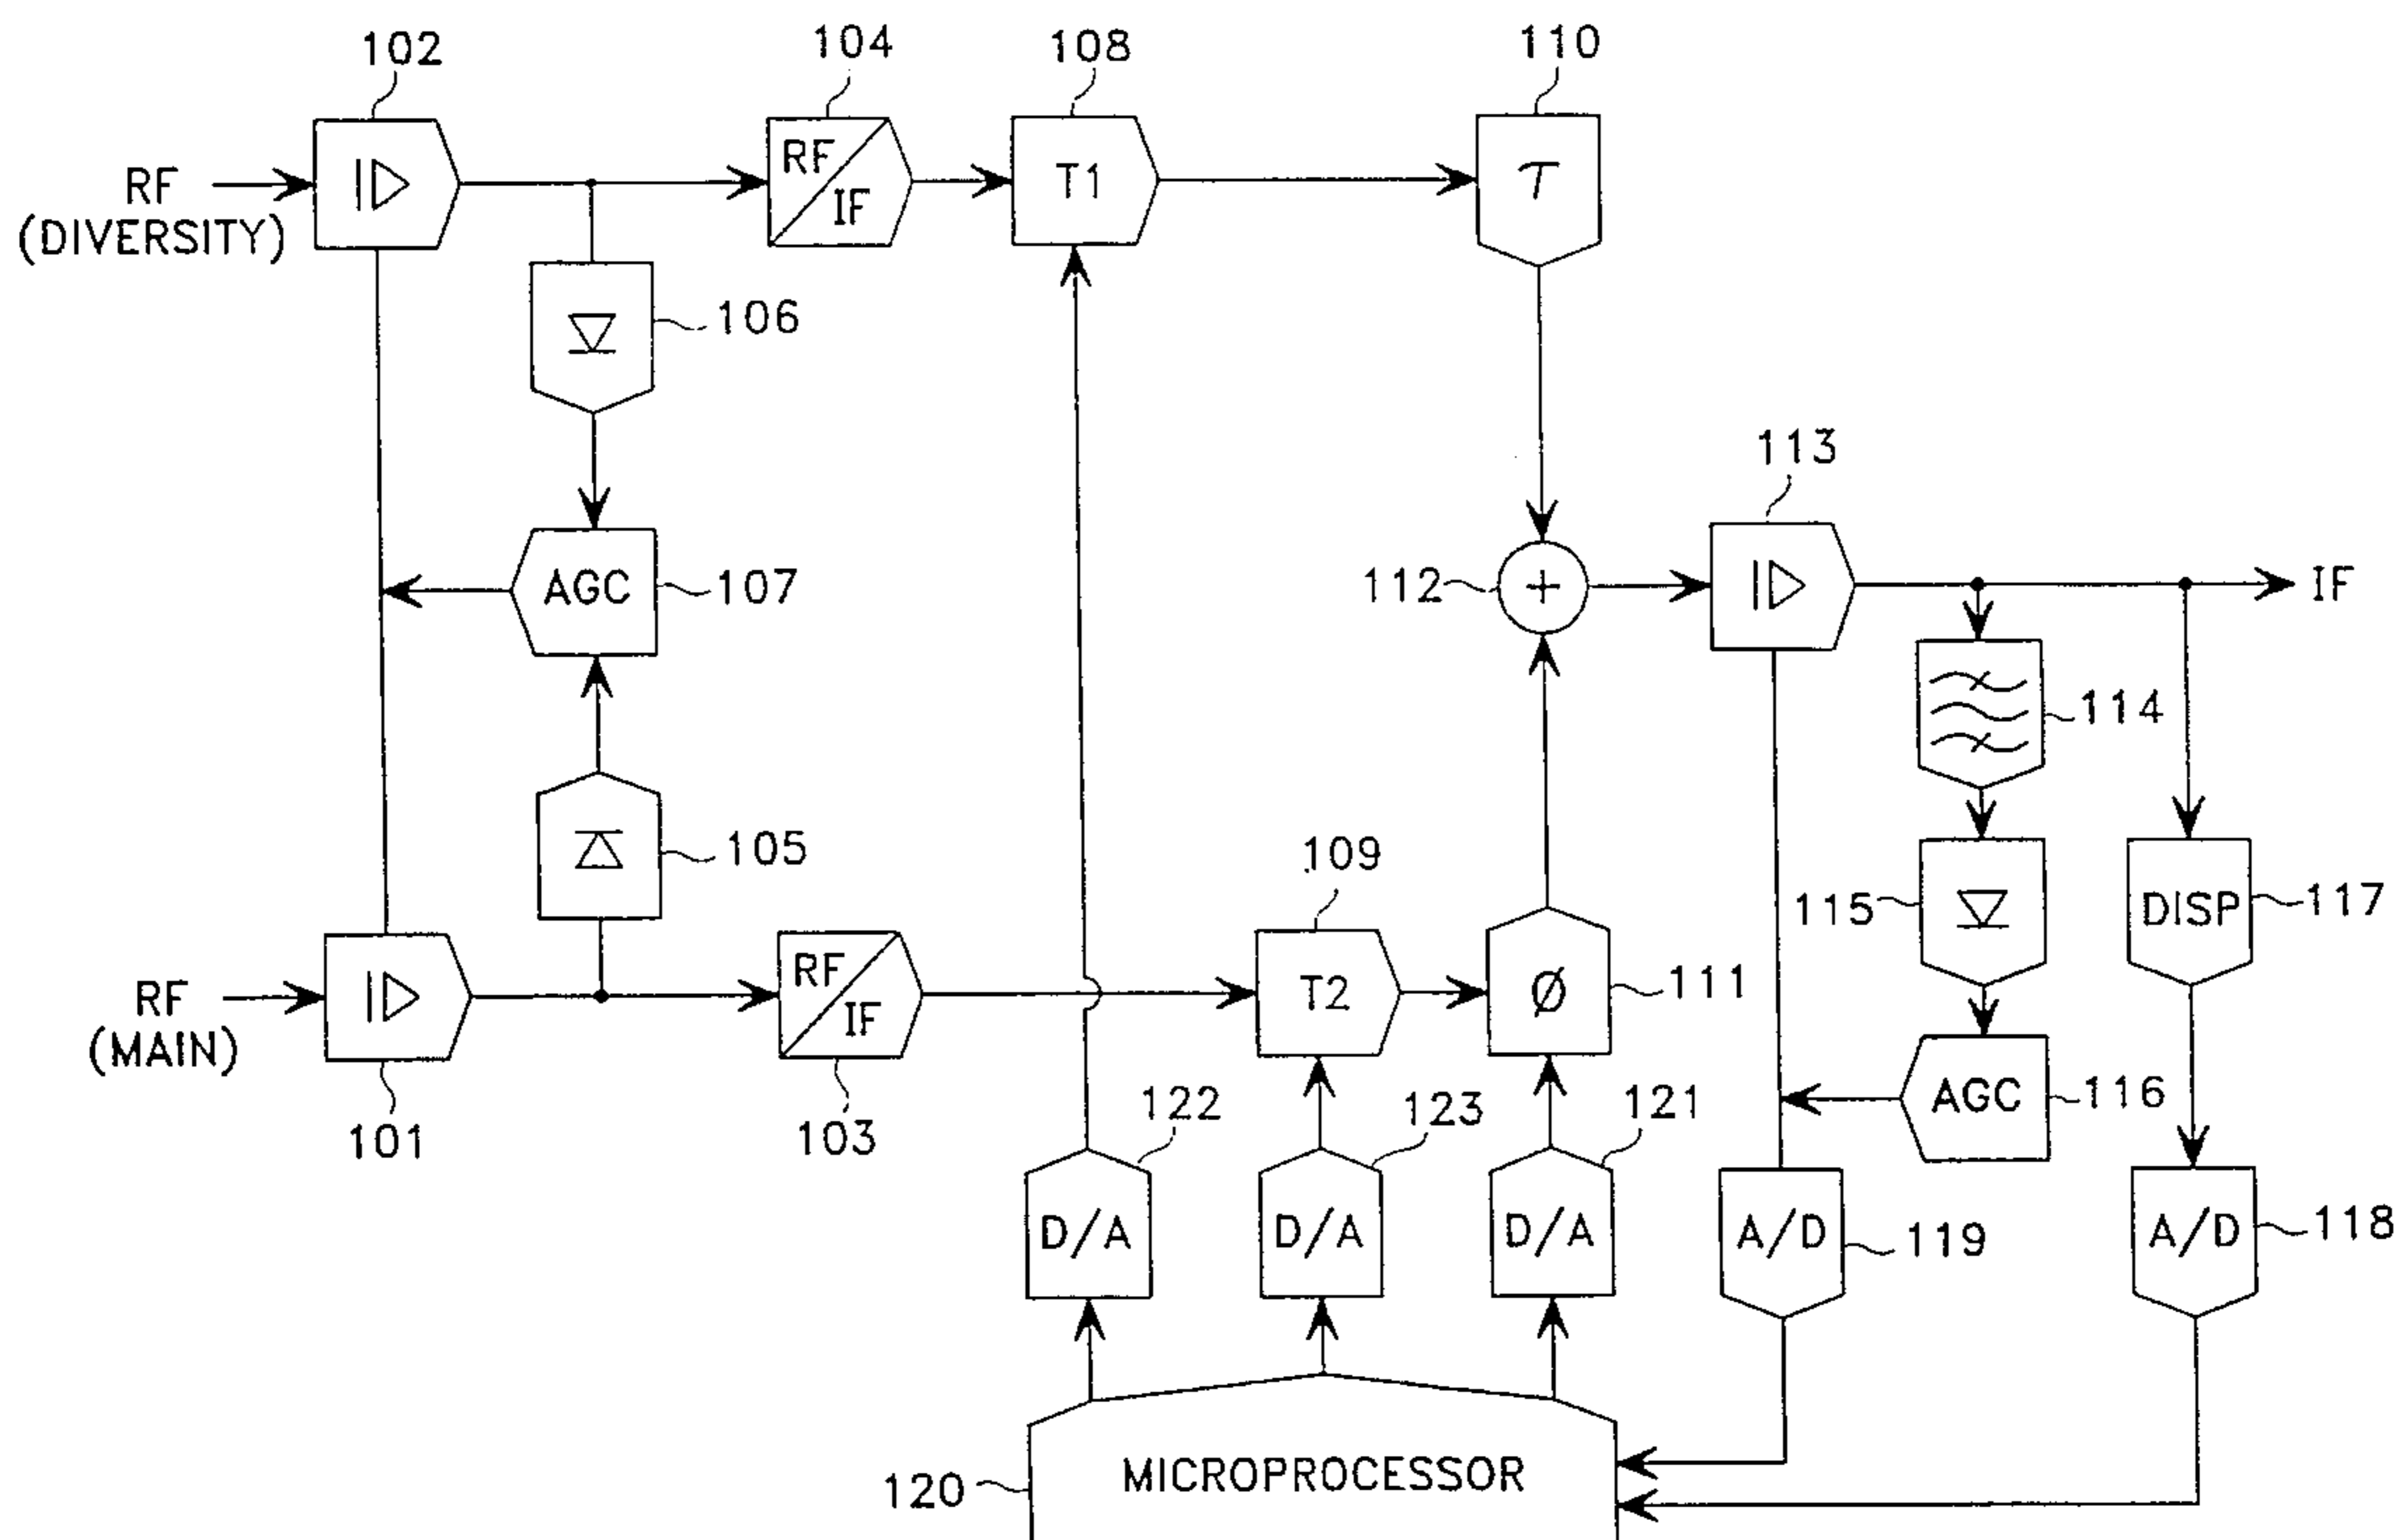 102
104
108
110
RF
(DIVERSITY)
RF
IF
T1
τ
106
AGC
107
113
112
+
IF
114
105
109
115
DISP
117
RF
(MAIN)
RF
IF
T2
Ø
111
101
103
122
123
121
AGC
116
D/A
D/A
D/A
A/D
119
A/D
118
120
MICROPROCESSOR